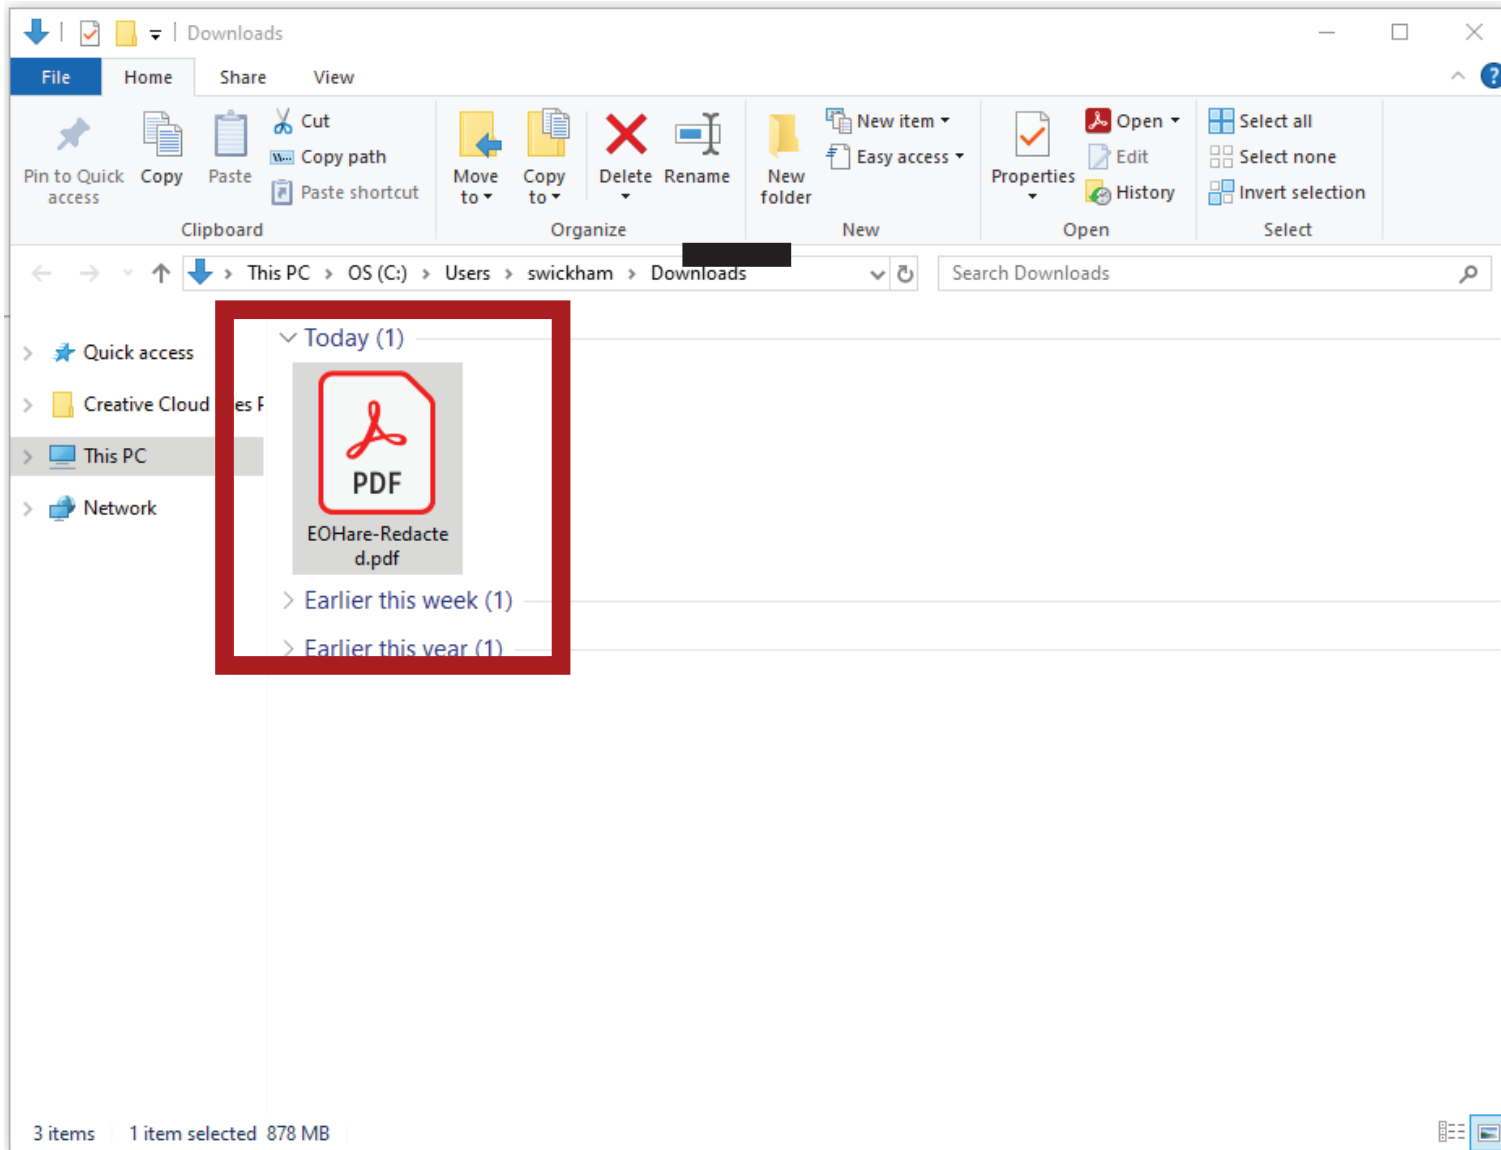 Downloads
File Home Share View
Pin to Quick access
Copy
Paste
Cut
Copy path
Paste shortcut
Clipboard
Move to
Copy to
Delete
Rename
Organize
New folder
New item
Easy access
New
Properties
Open
Edit
History
Open
Select all
Select none
Invert selection
Select
This PC > OS (C:) > Users > swickham > Downloads
Search Downloads
Quick access
Creative Cloud
This PC
Network
Today (1)
PDF
EOHare-Redacte
d.pdf
Earlier this week (1)
Earlier this year (1)
3 items 1 item selected 878 MB